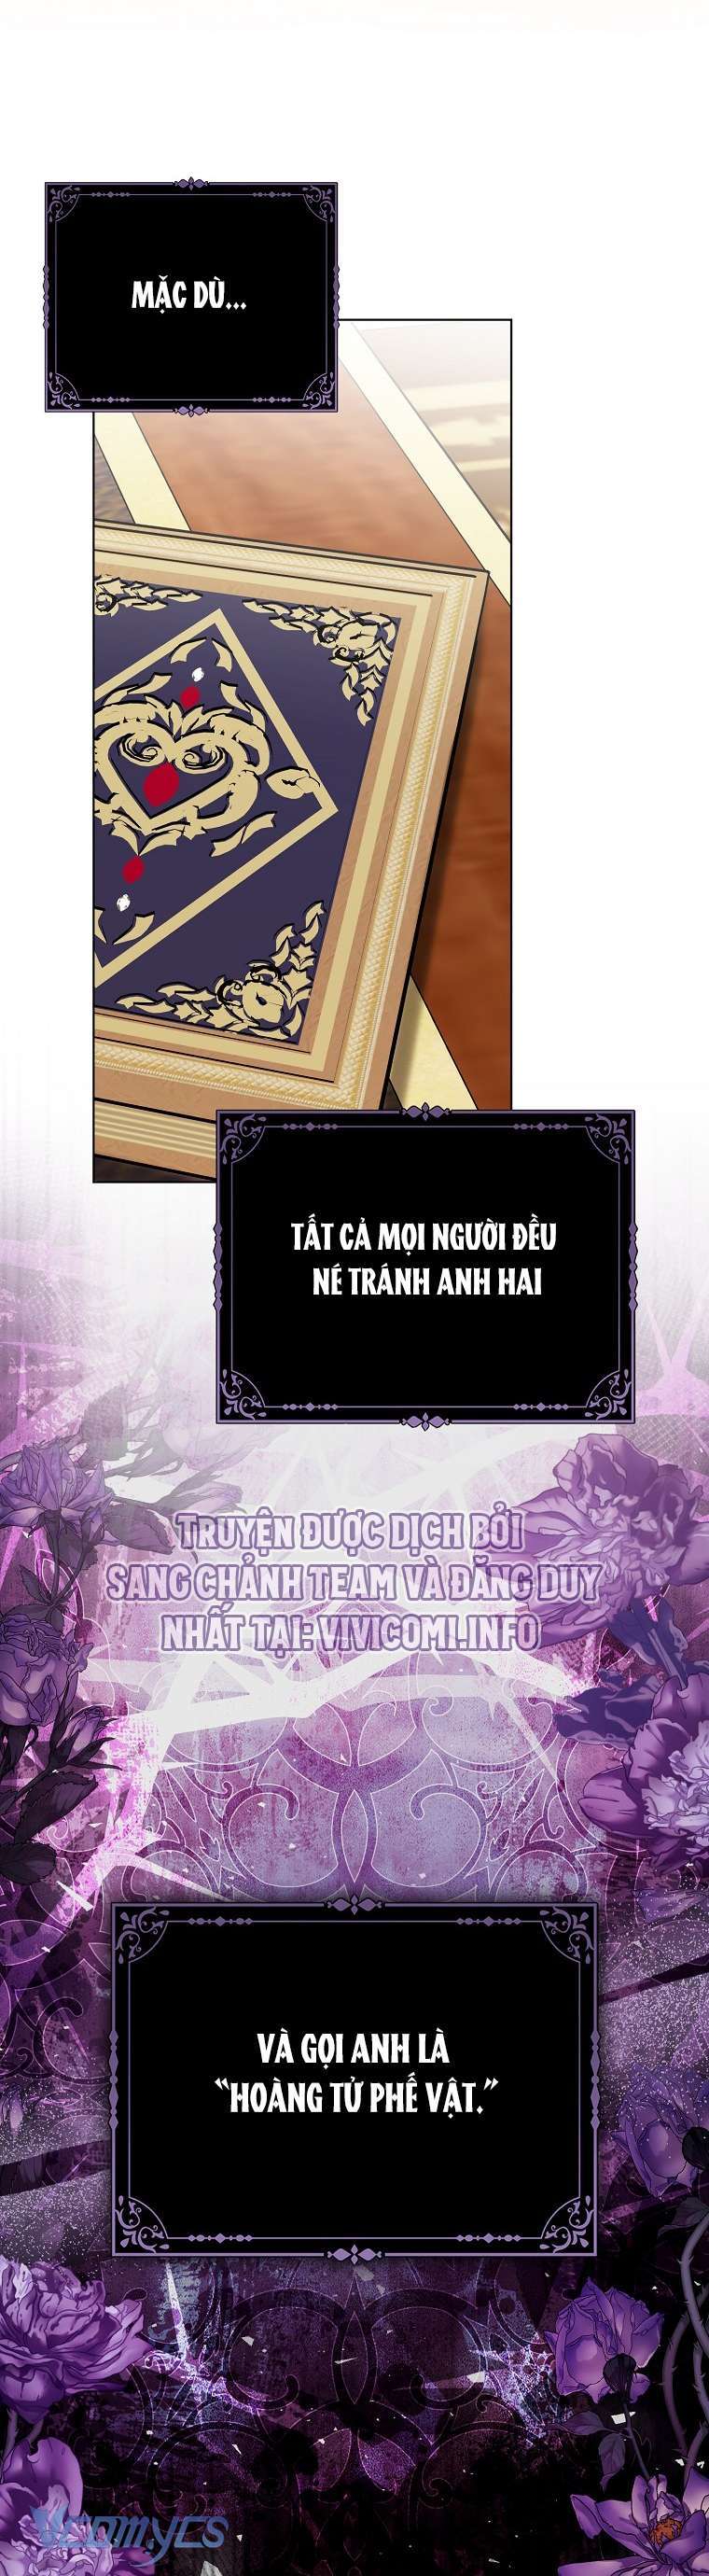 MẶC DÙ...
TẤT CẢ MỌI NGƯỜI ĐỀU
NÉ TRÁNH ANH HAI
TRUYỆN ĐƯỢC DỊCH BỞI
SANG CHẢNH TEAM VÀ ĐĂNG DUY
NHẤT TẠI: VIVICOMI.INFO
VÀ GỌI ANH LÀ
“HOÀNG TỬ PHẾ VẬT.”